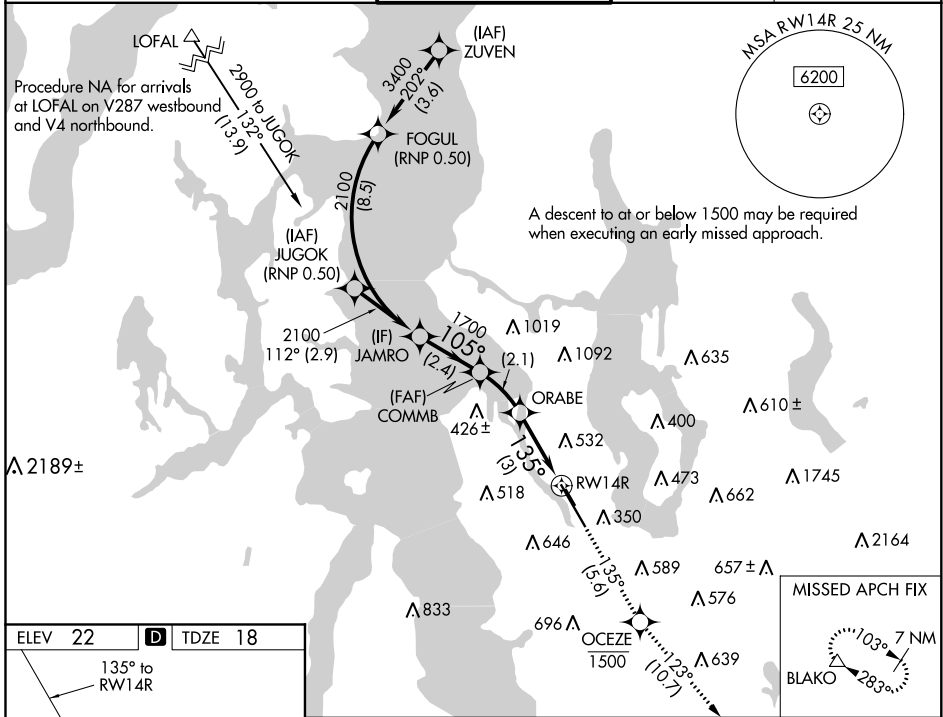 LOFAL
(IAF)
ZUVEN
MSA RW14R 25 NM
6200
Procedure NA for arrivals
at LOFAL on V287 westbound
and V4 northbound.
2900 to JUGOK
132°
(13.9)
3400
202°
(3.6)
FOGUL
(RNP 0.50)
2100
(8.5)
A descent to at or below 1500 may be required
when executing an early missed approach.
(IAF)
JUGOK
(RNP 0.50)
2100
112° (2.9)
(IF)
JAMRO
1700
105°
(2.4)
1019
1092
635
(2.1)
(FAF)
COMMB
ORABE
610 ±
426 ±
400
532
135°
(3)
2189 ±
RW14R
473
1745
518
662
350
646
2164
135°
(5.6)
589
657 ±
576
833
696
OCEZE
1500
639
123°
(10.7)
MISSED APCH FIX
103°
7 NM
BLAKO
283°
ELEV 22
D
TDZE 18
135° to
RW14R